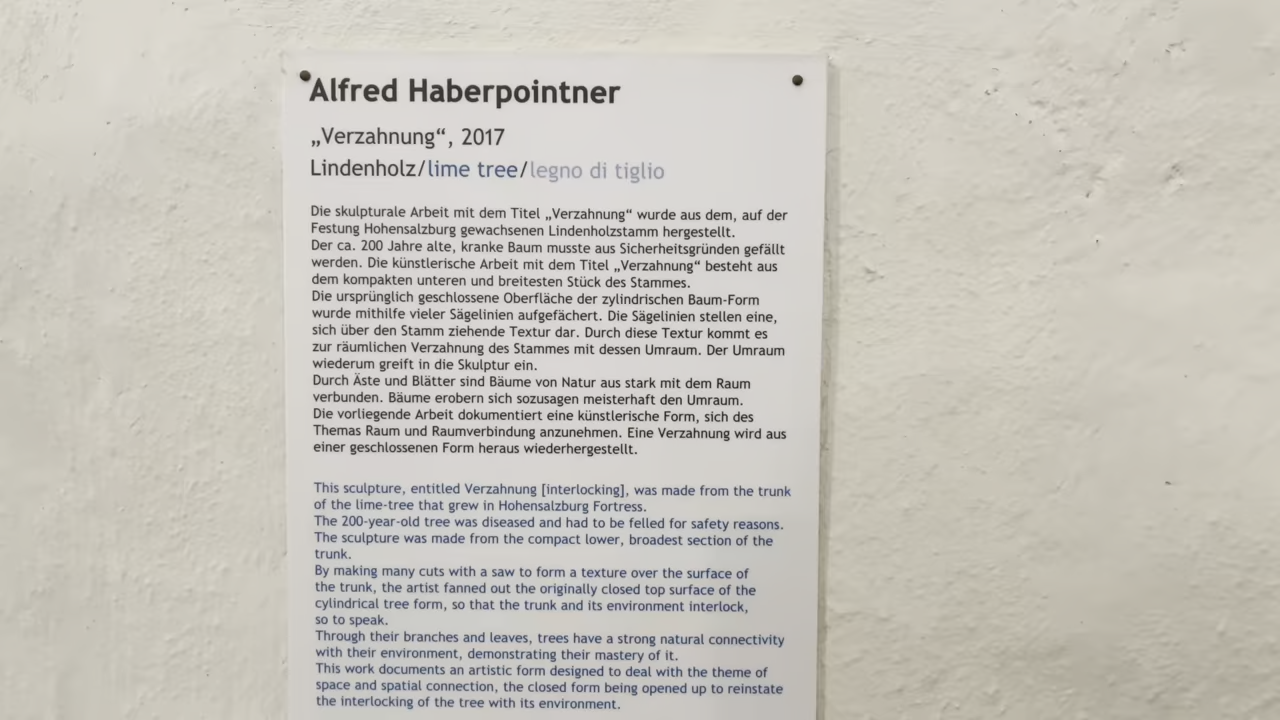 Alfred Haberpointner
„Verzahnung“, 2017
Lindenholz/lime tree/legno di tiglio
Die skulpturale Arbeit mit dem Titel „Verzahnung“ wurde aus dem, auf der
Festung Hohensalzburg gewachsenen Lindenholzstamm hergestellt.
Der ca. 200 Jahre alte, kranke Baum musste aus Sicherheitsgründen gefällt
werden. Die künstlerische Arbeit mit dem Titel „Verzahnung“ besteht aus
dem kompakten unteren und breitesten Stück des Stammes.
Die ursprünglich geschlossene Oberfläche der zylindrischen Baum-Form
wurde mithilfe vieler Sägelinien aufgefächert. Die Sägelinien stellen eine,
sich über den Stamm ziehende Textur dar. Durch diese Textur kommt es
zur räumlichen Verzahnung des Stammes mit dessen Umraum. Der Umraum
wiederum greift in die Skulptur ein.
Durch Äste und Blätter sind Bäume von Natur aus stark mit dem Raum
verbunden. Bäume erobern sich sozusagen meisterhaft den Umraum.
Die vorliegende Arbeit dokumentiert eine künstlerische Form, sich des
Themas Raum und Raumverbindung anzunehmen. Eine Verzahnung wird aus
einer geschlossenen Form heraus wiederhergestellt.
This sculpture, entitled Verzahnung [interlocking], was made from the trunk
of the lime-tree that grew in Hohensalzburg Fortress.
The 200-year-old tree was diseased and had to be felled for safety reasons.
The sculpture was made from the compact lower, broadest section of the
trunk.
By making many cuts with a saw to form a texture over the surface of
the trunk, the artist fanned out the originally closed top surface of the
cylindrical tree form, so that the trunk and its environment interlock,
so to speak.
Through their branches and leaves, trees have a strong natural connectivity
with their environment, demonstrating their mastery of it.
This work documents an artistic form designed to deal with the theme of
space and spatial connection, the closed form being opened up to reinstate
the interlocking of the tree with its environment.